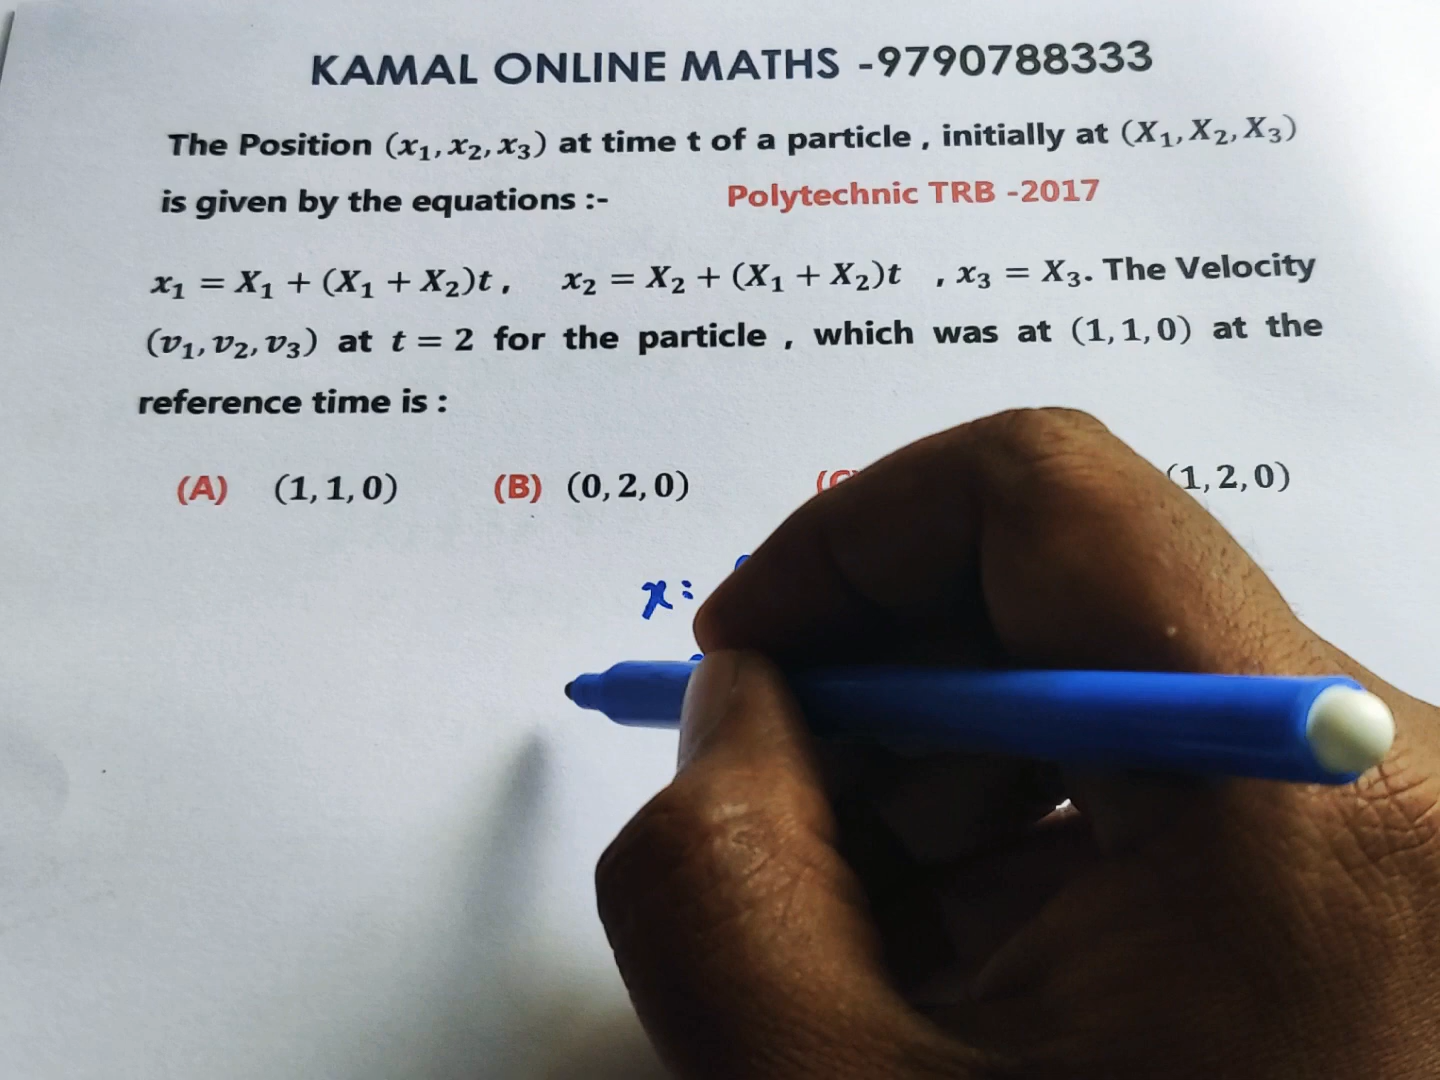 KAMAL ONLINE MATHS -9790788333
The Position (x₁, x₂, x₃) at time t of a particle , initially at (X₁, X₂, X₃)
is given by the equations :- Polytechnic TRB -2017
x₁ = X₁ + (X₁ + X₂)t , x₂ = X₂ + (X₁ + X₂)t , x₃ = X₃. The Velocity
(v₁, v₂, v₃) at t = 2 for the particle , which was at (1, 1, 0) at the
reference time is :
(A) (1, 1, 0) (B) (0, 2, 0) (1, 2, 0)
x: